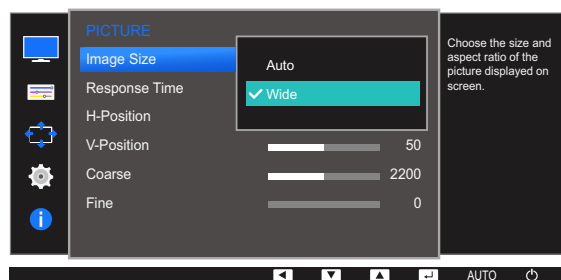 PICTURE
Image Size
Auto
Wide
Response Time
H-Position
V-Position 50
Coarse 2200
Fine 0
Choose the size and
aspect ratio of the
picture displayed on
screen.
AUTO